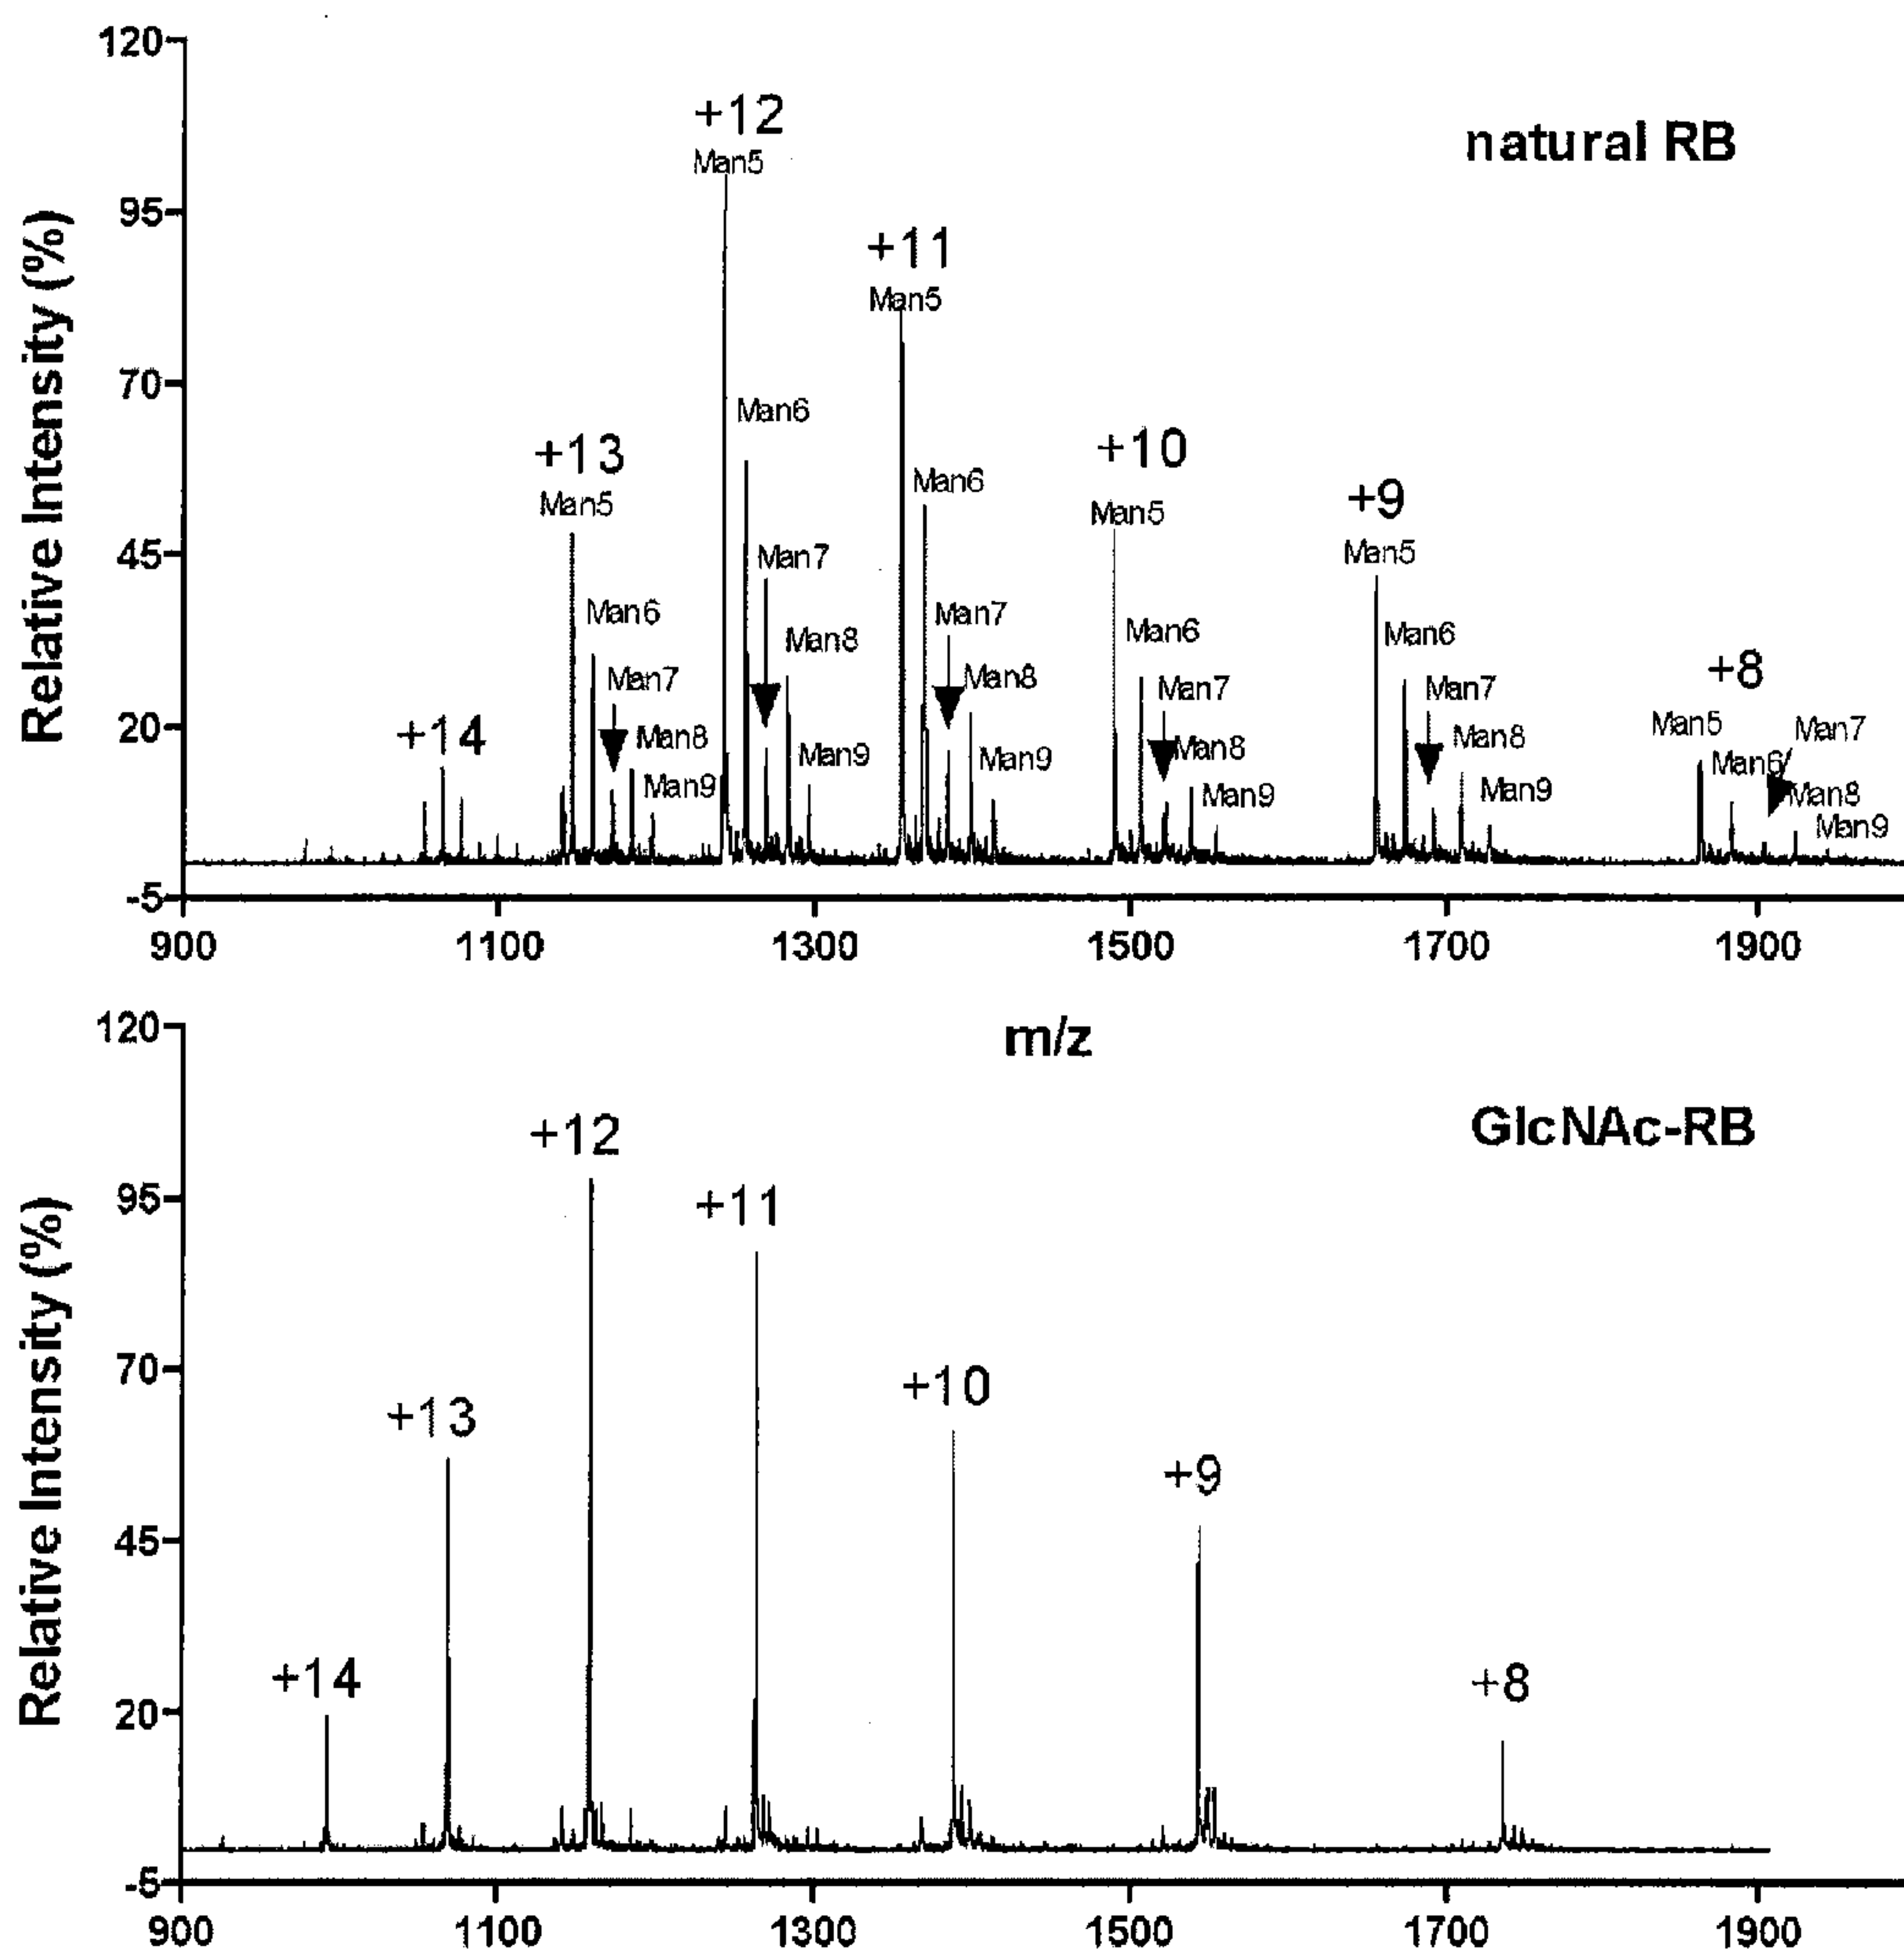 120
+12
Man5
natural RB
95
+11
Man5
70
Man6
+13
Man5
Man6
+10
Man5
+9
Man5
45
Man7
Man6
Man7
Man8
Man6
Man6
+8
Man7
Man8
Man7
Man7
Man5
Man7
20
+14
Man8
Man9
Man9
Man8
Man8
Man6
Man9
Man9
Man9
Man8
Man9
-5
900
1100
1300
1500
1700
1900
Relative Intensity (%)
m/z
120
+12
GlcNAc-RB
95
+11
70
+10
+13
+9
45
+14
+8
20
-5
900
1100
1300
1500
1700
1900
Relative Intensity (%)